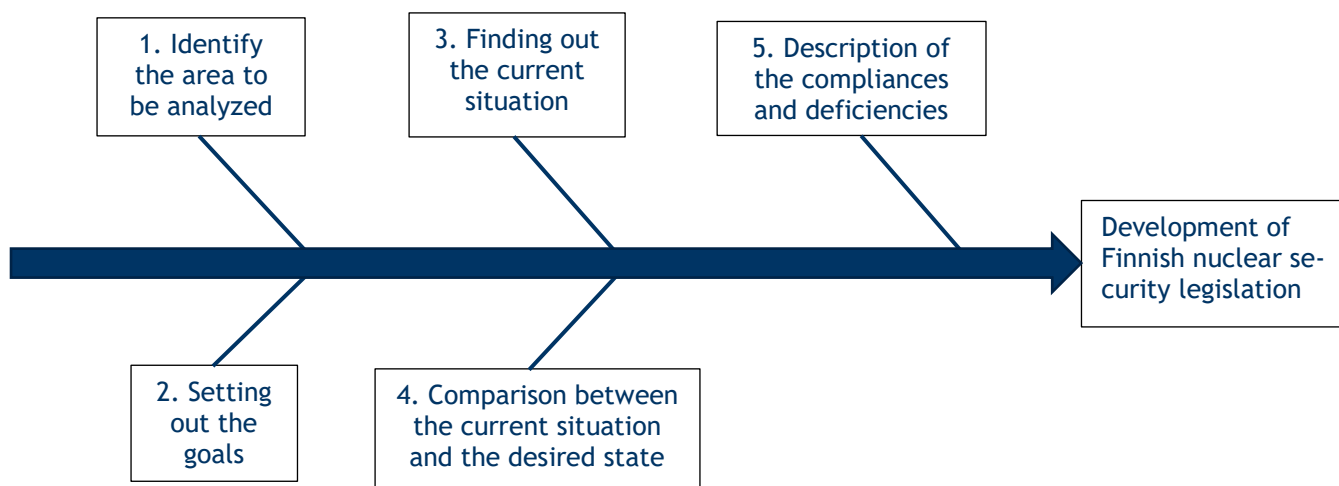 1. Identify
the area to
be analyzed
2. Setting
out the
goals
3. Finding out
the current
situation
4. Comparison between
the current situation
and the desired state
5. Description of
the compliances
and deficiencies
Development of
Finnish nuclear se-
curity legislation